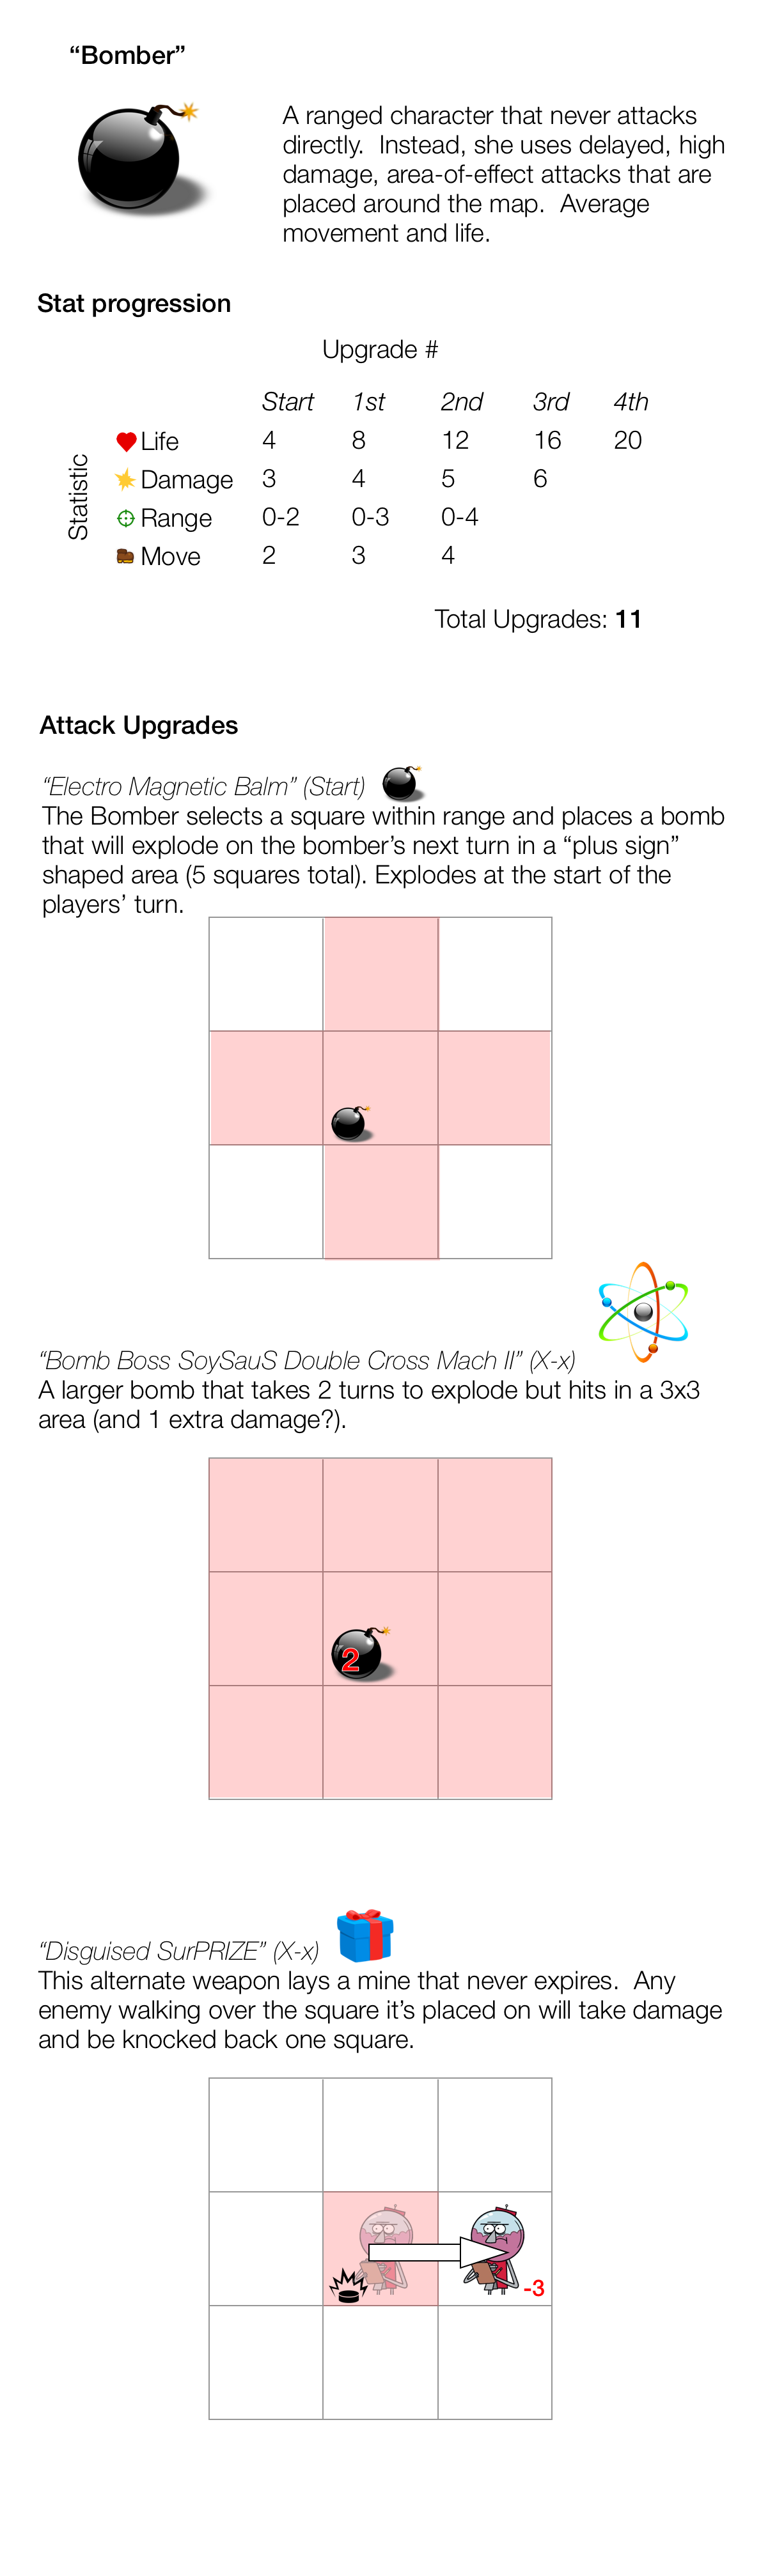 “Bomber”
A ranged character that never attacks
directly.  Instead, she uses delayed, high
damage, area-of-effect attacks that are
placed around the map.  Average
movement and life.
Stat progression
Upgrade #
Start 1st 2nd 3rd 4th
Statistic
Life 4 8 12 16 20
Damage 3 4 5 6
Range 0-2 0-3 0-4
Move 2 3 4
Total Upgrades: 11
Attack Upgrades
“Electro Magnetic Balm” (Start)
The Bomber selects a square within range and places a bomb
that will explode on the bomber’s next turn in a “plus sign”
shaped area (5 squares total). Explodes at the start of the
players’ turn.
“Bomb Boss SoySauS Double Cross Mach II” (X-x)
A larger bomb that takes 2 turns to explode but hits in a 3x3
area (and 1 extra damage?).
2
“Disguised SurPRIZE” (X-x)
This alternate weapon lays a mine that never expires.  Any
enemy walking over the square it’s placed on will take damage
and be knocked back one square.
-3